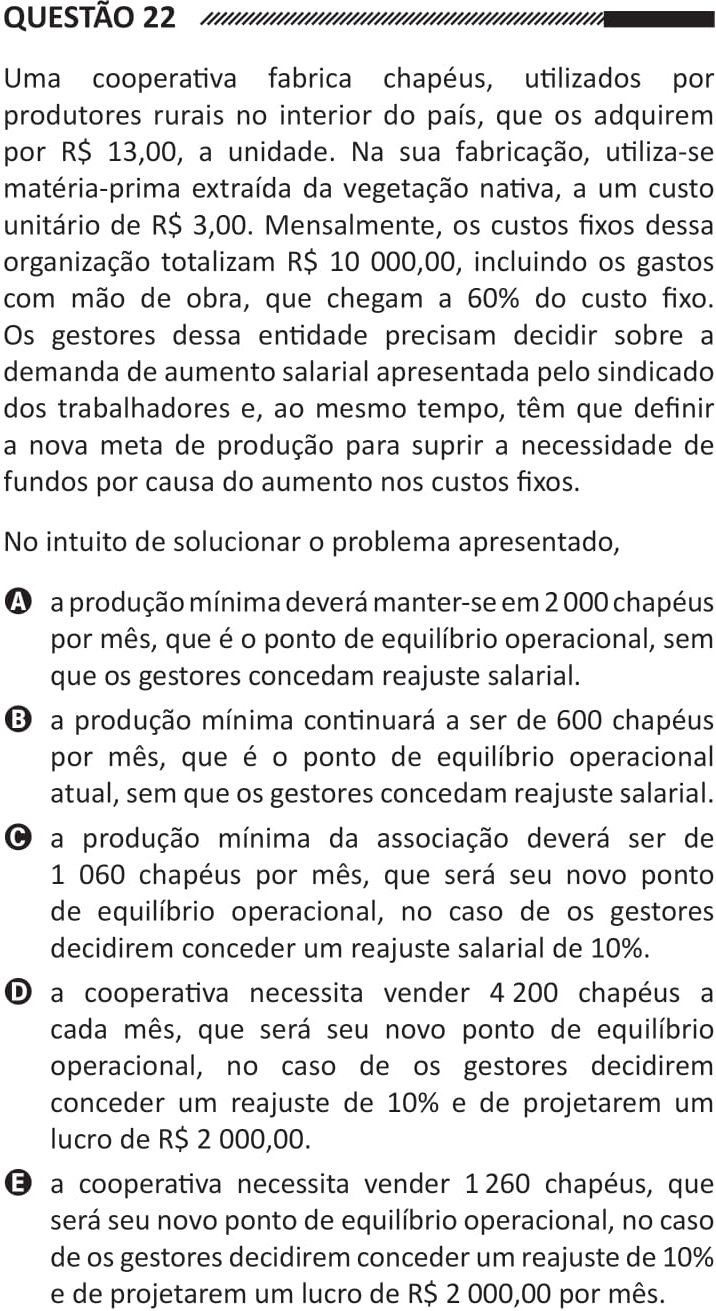 QUESTÃO 22
Uma cooperativa fabrica chapéus, utilizados por
produtores rurais no interior do país, que os adquirem
por R$ 13,00, a unidade. Na sua fabricação, utiliza-se
matéria-prima extraída da vegetação nativa, a um custo
unitário de R$ 3,00. Mensalmente, os custos fixos dessa
organização totalizam R$ 10 000,00, incluindo os gastos
com mão de obra, que chegam a 60% do custo fixo.
Os gestores dessa entidade precisam decidir sobre a
demanda de aumento salarial apresentada pelo sindicado
dos trabalhadores e, ao mesmo tempo, têm que definir
a nova meta de produção para suprir a necessidade de
fundos por causa do aumento nos custos fixos.
No intuito de solucionar o problema apresentado,
A a produção mínima deverá manter-se em 2 000 chapéus
por mês, que é o ponto de equilíbrio operacional, sem
que os gestores concedam reajuste salarial.
B a produção mínima continuará a ser de 600 chapéus
por mês, que é o ponto de equilíbrio operacional
atual, sem que os gestores concedam reajuste salarial.
C a produção mínima da associação deverá ser de
1 060 chapéus por mês, que será seu novo ponto
de equilíbrio operacional, no caso de os gestores
decidirem conceder um reajuste salarial de 10%.
D a cooperativa necessita vender 4 200 chapéus a
cada mês, que será seu novo ponto de equilíbrio
operacional, no caso de os gestores decidirem
conceder um reajuste de 10% e de projetarem um
lucro de R$ 2 000,00.
E a cooperativa necessita vender 1 260 chapéus, que
será seu novo ponto de equilíbrio operacional, no caso
de os gestores decidirem conceder um reajuste de 10%
e de projetarem um lucro de R$ 2 000,00 por mês.